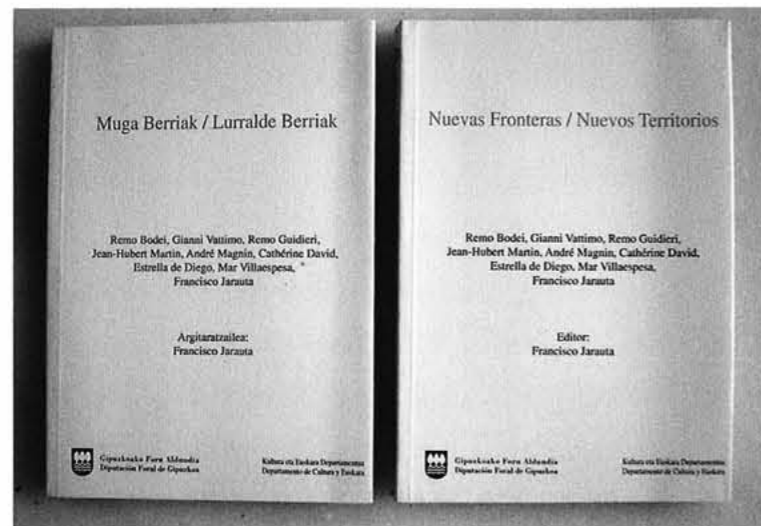 Muga Berriak / Lurralde Berriak
Remo Bodei, Gianni Vattimo, Remo Guidieri,
Jean-Hubert Martin, André Magnin, Cathérine David,
Estrella de Diego, Mar Villaespesa,
Francisco Jarauta
Argitaratzailea:
Francisco Jarauta
Gipuzkoako Foru Aldundia
Diputación Foral de Gipuzkoa
Kultura eta Euskara Departamentua
Departamento de Cultura y Euskara
Nuevas Fronteras / Nuevos Territorios
Remo Bodei, Gianni Vattimo, Remo Guidieri,
Jean-Hubert Martin, André Magnin, Cathérine David,
Estrella de Diego, Mar Villaespesa,
Francisco Jarauta
Editor:
Francisco Jarauta
Gipuzkoako Foru Aldundia
Diputación Foral de Gipuzkoa
Kultura eta Euskara Departamentua
Departamento de Cultura y Euskara